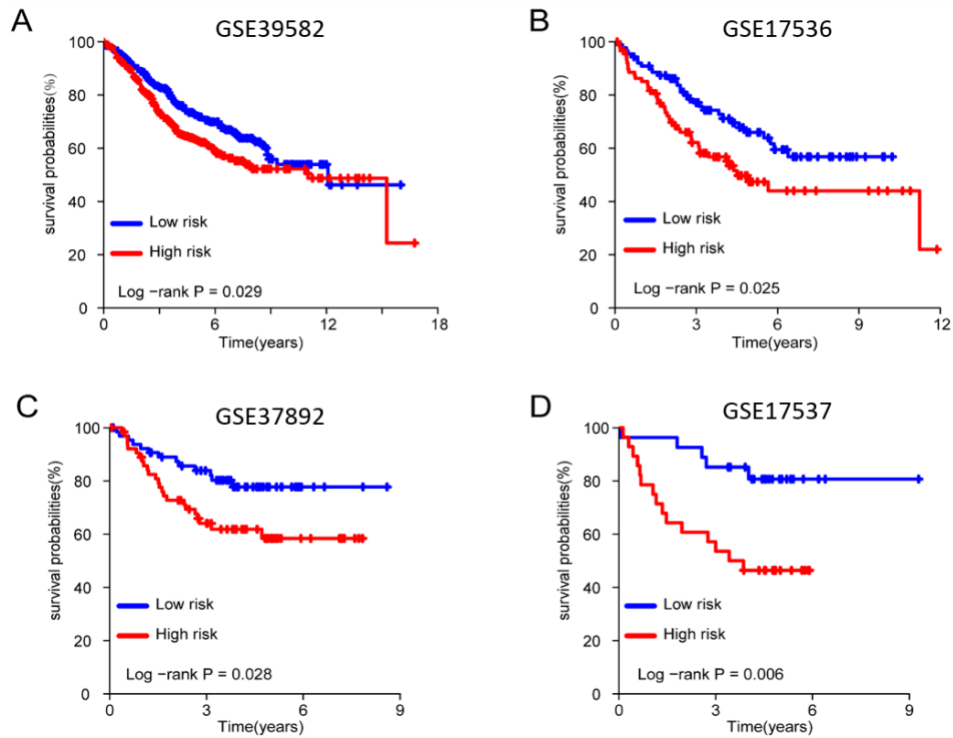 A
GSE39582
survival probabilities(%)
100
80
60
40
20
0
Low risk
High risk
Log −rank P = 0.029
0 6 12 18
Time(years)
B
GSE17536
survival probabilities(%)
100
80
60
40
20
0
Low risk
High risk
Log −rank P = 0.025
0 3 6 9 12
Time(years)
C
GSE37892
survival probabilities(%)
100
80
60
40
20
0
Low risk
High risk
Log −rank P = 0.028
0 3 6 9
Time(years)
D
GSE17537
survival probabilities(%)
100
80
60
40
20
0
Low risk
High risk
Log −rank P = 0.006
0 3 6 9
Time(years)